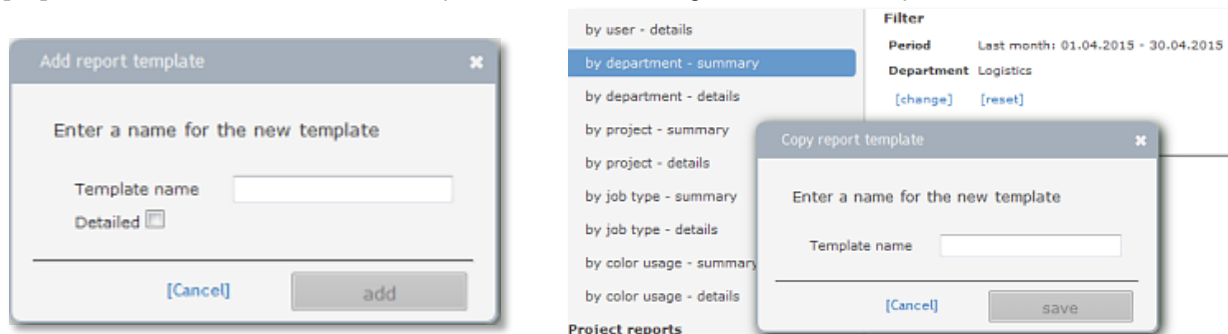 Add report template
Enter a name for the new template
Template name
Detailed
[Cancel]
add
by user - details
by department - summary
by department - details
by project - summary
by project - details
by job type - summary
by job type - details
by color usage - summary
by color usage - details
Project reports
Filter
Period Last month: 01.04.2015 - 30.04.2015
Department Logistics
[change] [reset]
Copy report template
Enter a name for the new template
Template name
[Cancel]
save